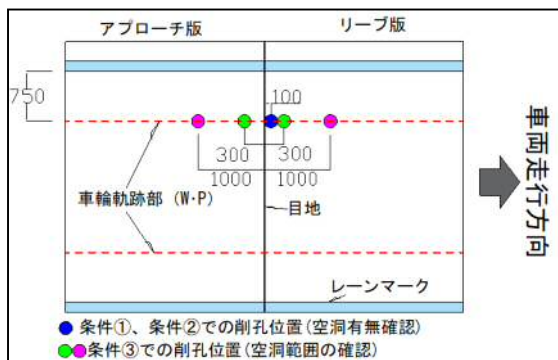 アプローチ版
リーブ版
750
100
300
300
1000
1000
車輪軌跡部 (W・P)
目地
車両走行方向
レーンマーク
● 条件①、条件②での削孔位置(空洞有無確認)
●●条件③での削孔位置(空洞範囲の確認)